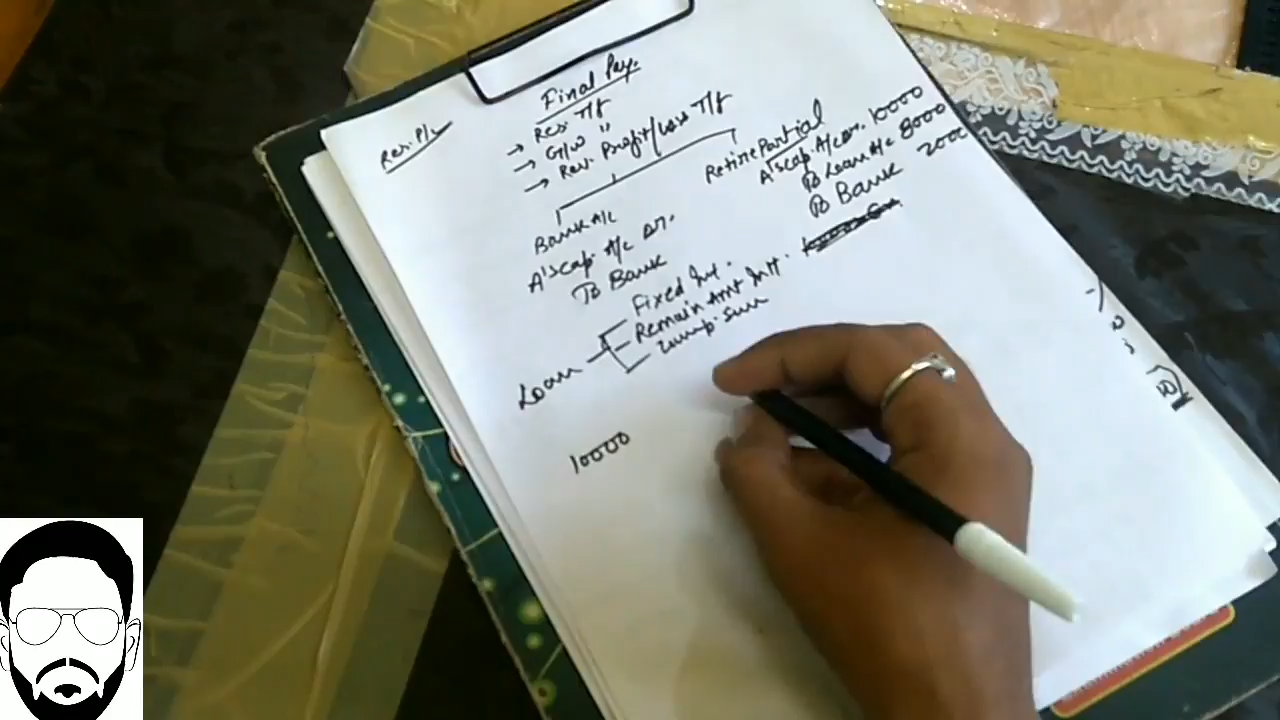 Final Pay.
Rev. P/L
→ Res. T/f
→ G/W "
→ Rev. Profit/Loss T/f
Bank A/c
A's cap. A/c Dr.
To Bank
Retire Partial
A's cap. A/c Dr. 10000
To Loan A/c 8000
To Bank 2000
Loan
Fixed Int.
Remain Amt Int.
Lump. sum
10000